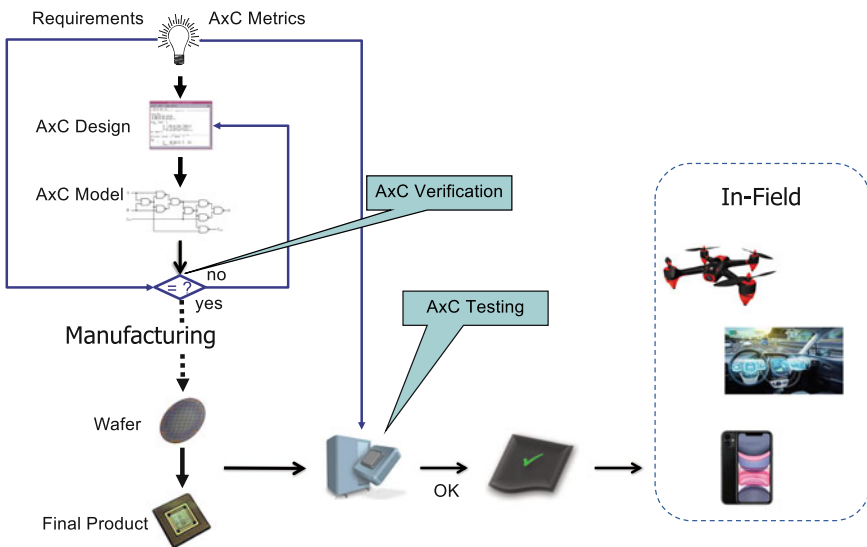 Requirements
AxC Metrics
AxC Design
AxC Model
AxC Verification
In-Field
no
= ?
yes
AxC Testing
Manufacturing
Wafer
OK
Final Product